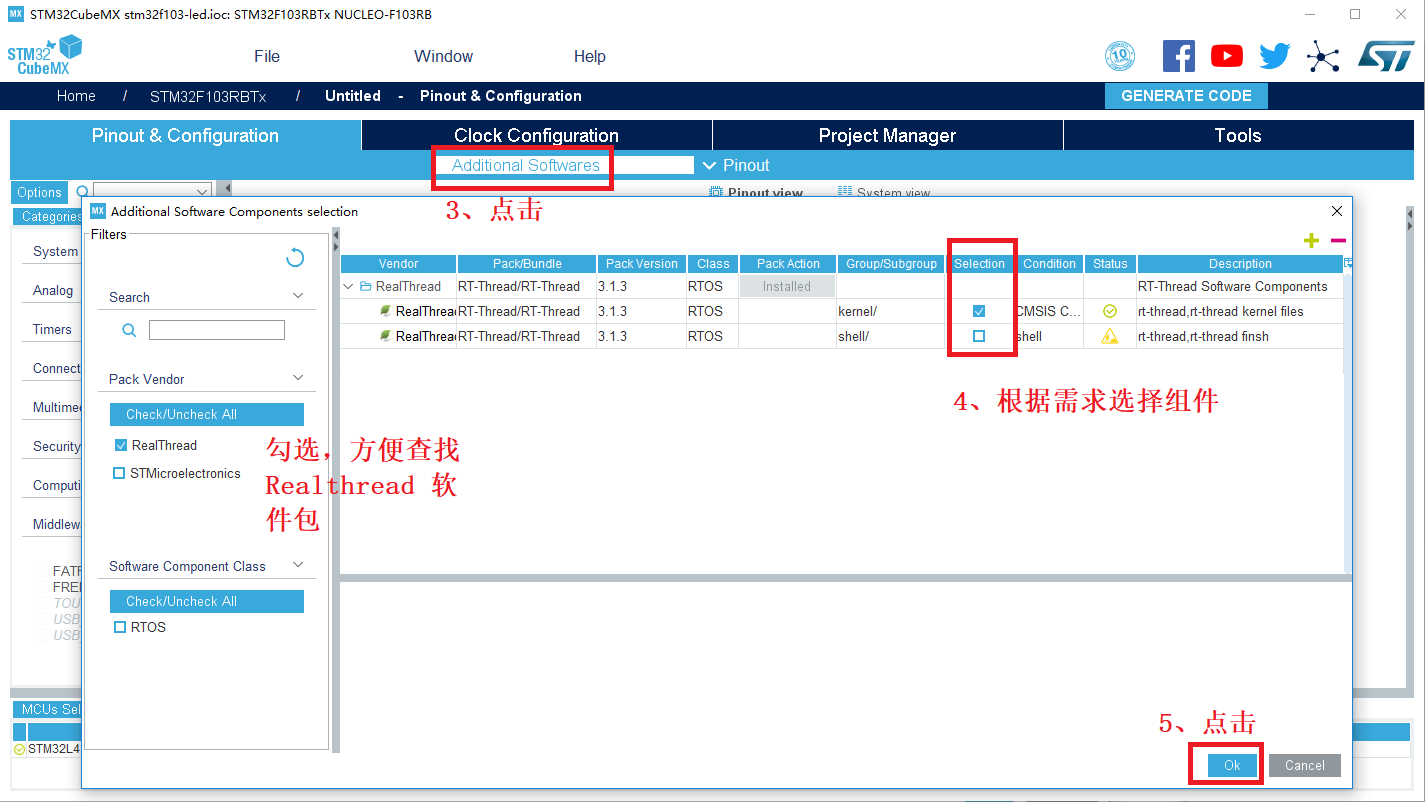 STM32CubeMX stm32f103-led.ioc: STM32F103RBTx NUCLEO-F103RB
STM32
CubeMX
File Window Help
10
Home / STM32F103RBTx / Untitled - Pinout & Configuration GENERATE CODE
Pinout & Configuration Clock Configuration Project Manager Tools
Additional Softwares Pinout
Options
Pinout view System view
Categories
System
Analog
Timers
Connect
Multime
Security
Computi
Middlew
FATF
FREE
TOU
USB
USB
MCUs Sel
STM32L4
3、点击
MX Additional Software Components selection
Filters
Search
Pack Vendor
Check/Uncheck All
RealThread
STMicroelectronics
勾选，方便查找
Realthread 软
件包
Software Component Class
Check/Uncheck All
RTOS
Vendor Pack/Bundle Pack Version Class Pack Action Group/Subgroup Selection Condition Status Description
RealThread RT-Thread/RT-Thread 3.1.3 RTOS Installed RT-Thread Software Components
RealThread RT-Thread/RT-Thread 3.1.3 RTOS kernel/ CMSIS C... rt-thread,rt-thread kernel files
RealThread RT-Thread/RT-Thread 3.1.3 RTOS shell/ shell rt-thread,rt-thread finsh
4、根据需求选择组件
5、点击
Ok Cancel